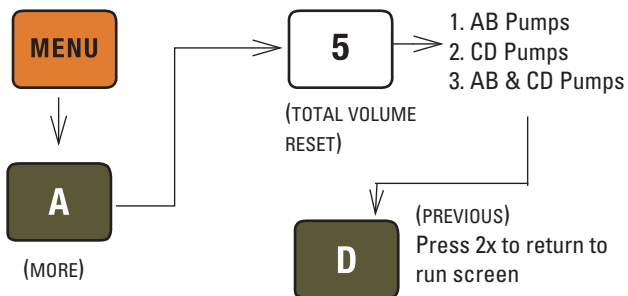 MENU
A
(MORE)
5
(TOTAL VOLUME
RESET)
1. AB Pumps
2. CD Pumps
3. AB & CD Pumps
D
(PREVIOUS)
Press 2x to return to
run screen